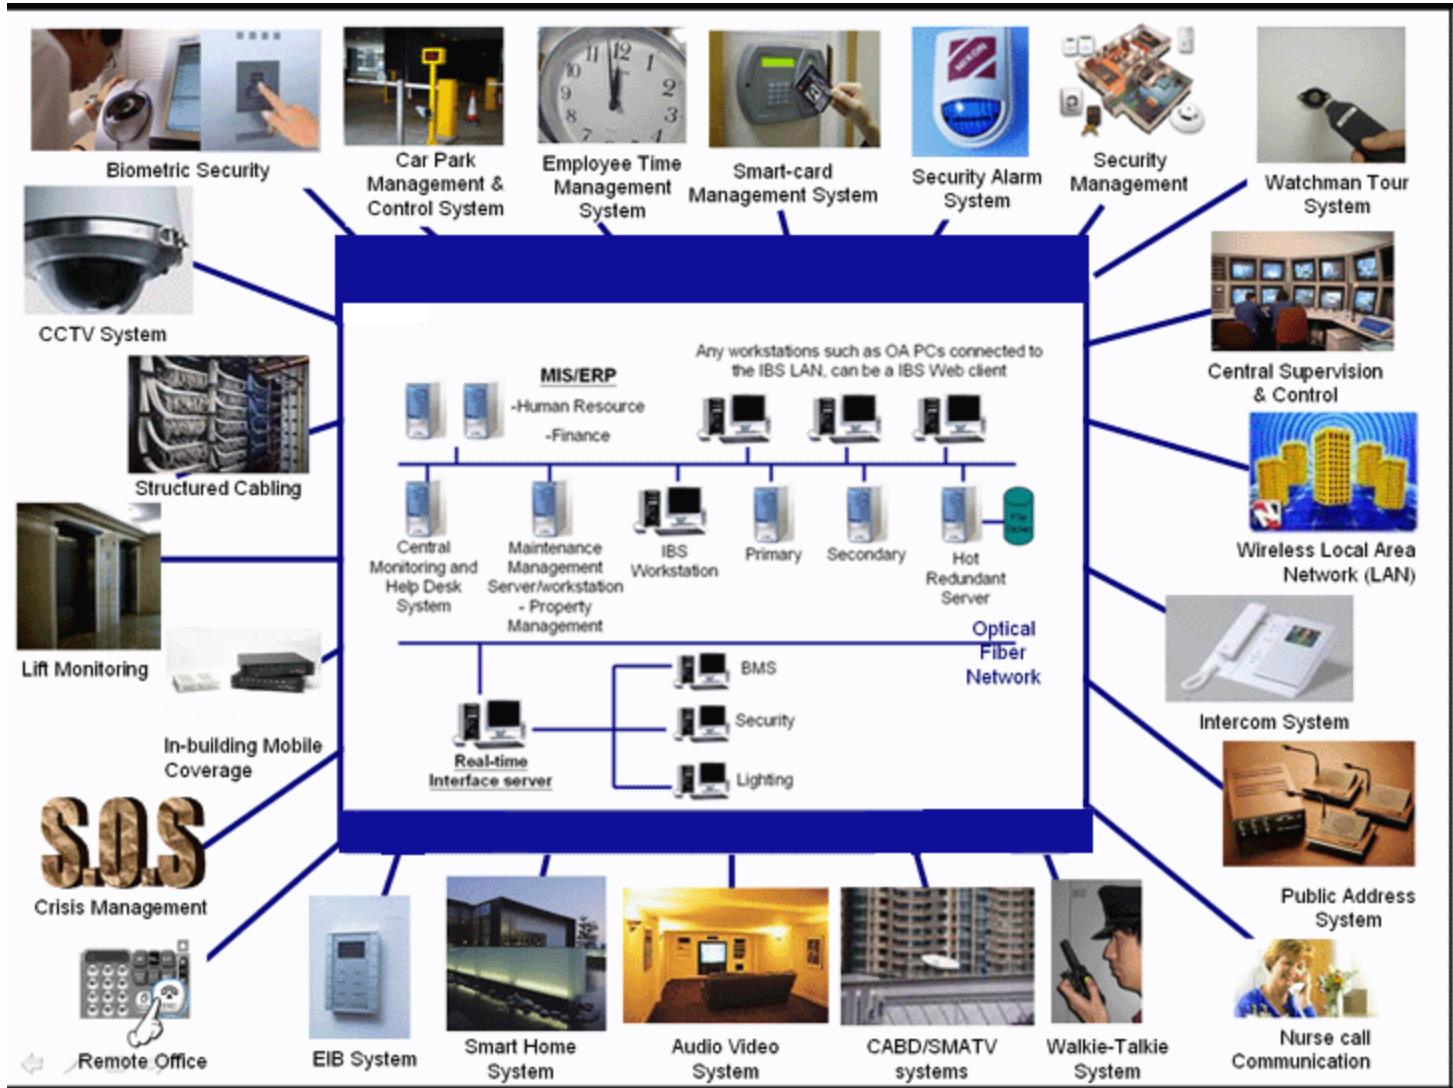 NEXION
Biometric Security
Car Park
Management &
Control System
Employee Time
Management
System
Smart-card
Management System
Security Alarm
System
Security
Management
Watchman Tour
System
CCTV System
Central Supervision
& Control
Structured Cabling
Wireless Local Area
Network (LAN)
Lift Monitoring
Intercom System
In-building Mobile
Coverage
Public Address
System
S.O.S
Crisis Management
Nurse call
Communication
Remote Office
EIB System
Smart Home
System
Audio Video
System
CABD/SMATV
systems
Walkie-Talkie
System
MIS/ERP
-Human Resource
-Finance
Any workstations such as OA PCs connected to
the IBS LAN, can be a IBS Web client
Central
Monitoring and
Help Desk
System
Maintenance
Management
Server/workstation
- Property
Management
IBS
Workstation
Primary
Secondary
Hot
Redundant
Server
Optical
Fiber
Network
Real-time
Interface server
BMS
Security
Lighting